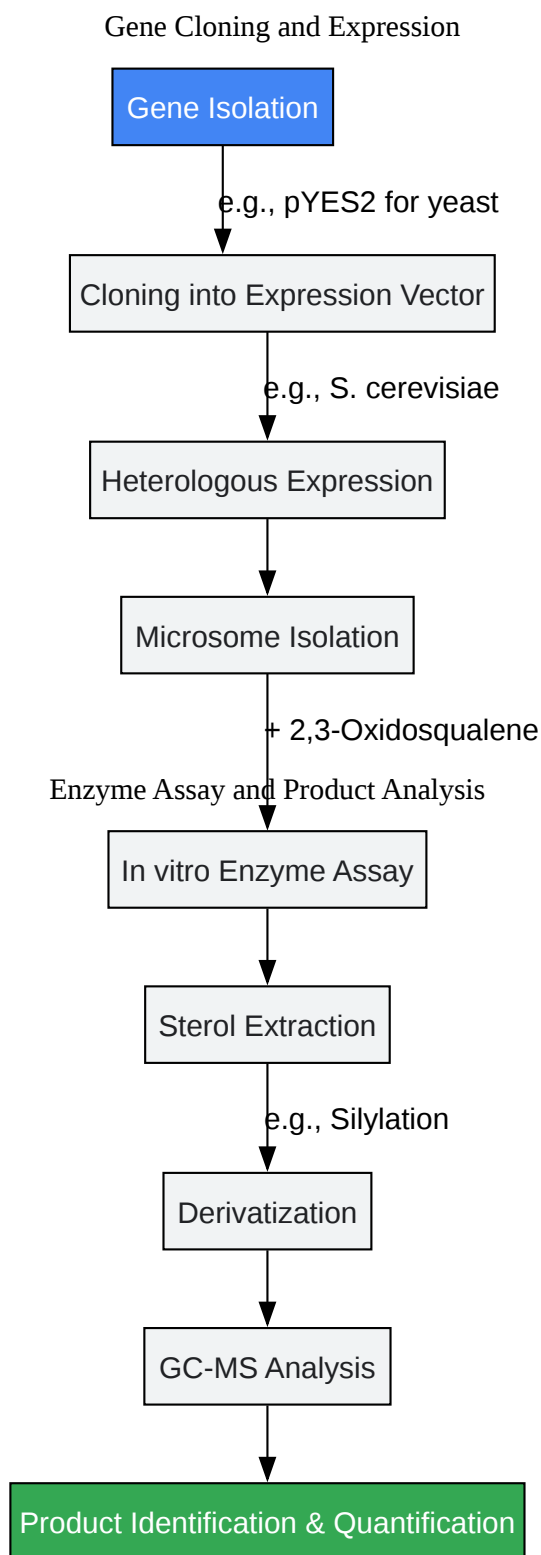 Gene Cloning and Expression
Gene Isolation
e.g., pYES2 for yeast
Cloning into Expression Vector
e.g., S. cerevisiae
Heterologous Expression
Microsome Isolation
+ 2,3-Oxidosqualene
Enzyme Assay and Product Analysis
In vitro Enzyme Assay
Sterol Extraction
e.g., Silylation
Derivatization
GC-MS Analysis
Product Identification & Quantification